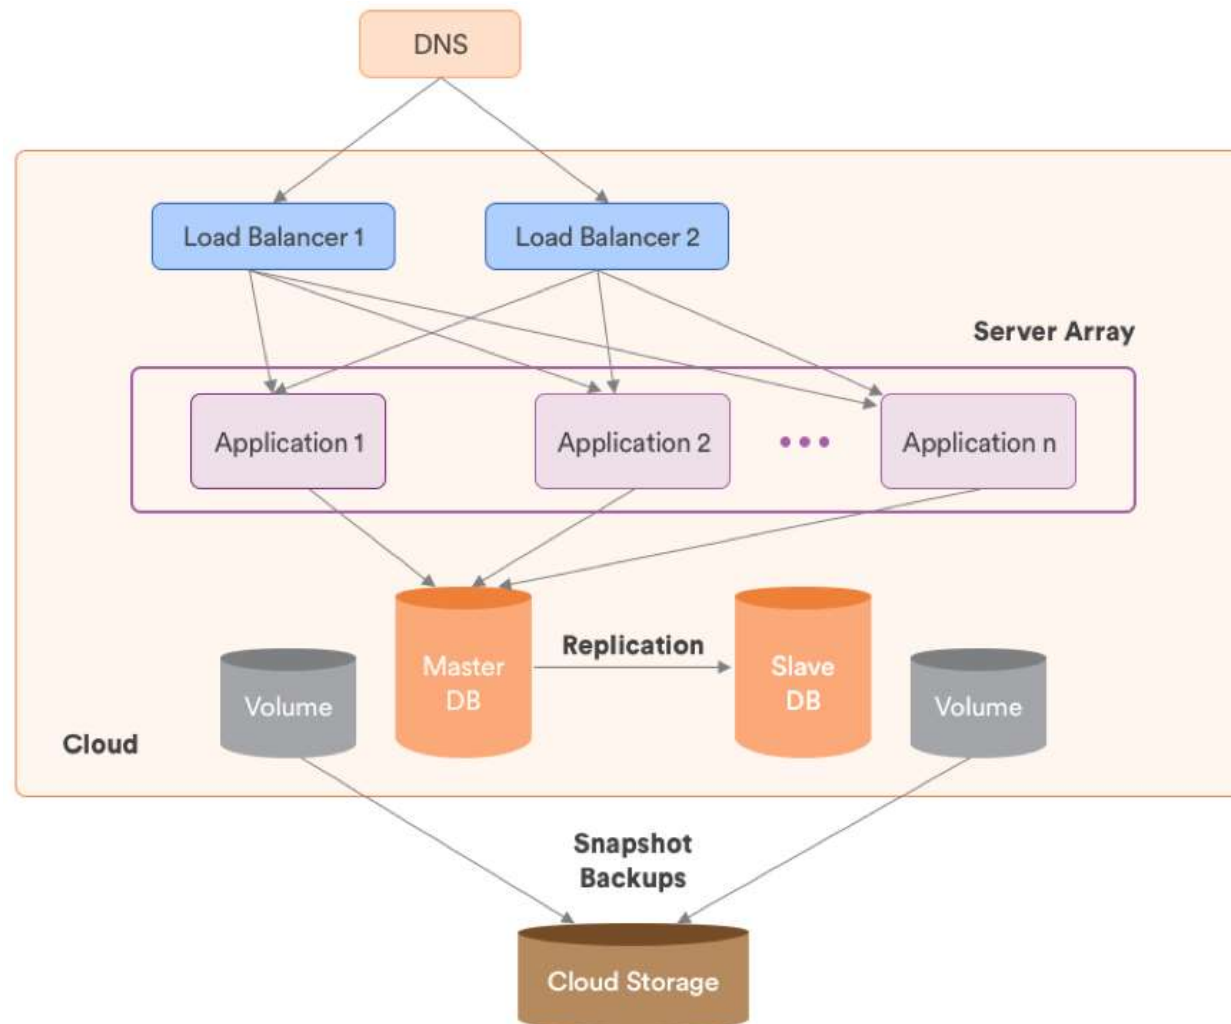 DNS
Load Balancer 1
Load Balancer 2
Server Array
Application 1
Application 2
Application n
Replication
Master
DB
Slave
DB
Volume
Volume
Cloud
Snapshot
Backups
Cloud Storage